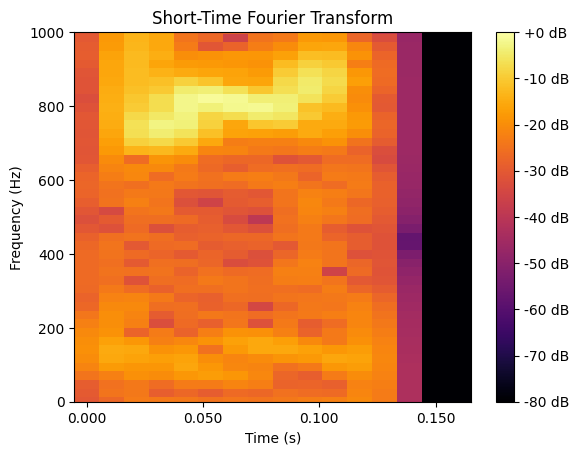 Short-Time Fourier Transform
1000
800
600
400
200
0
Frequency (Hz)
0.000
0.050
0.100
0.150
Time (s)
+0 dB
-10 dB
-20 dB
-30 dB
-40 dB
-50 dB
-60 dB
-70 dB
-80 dB